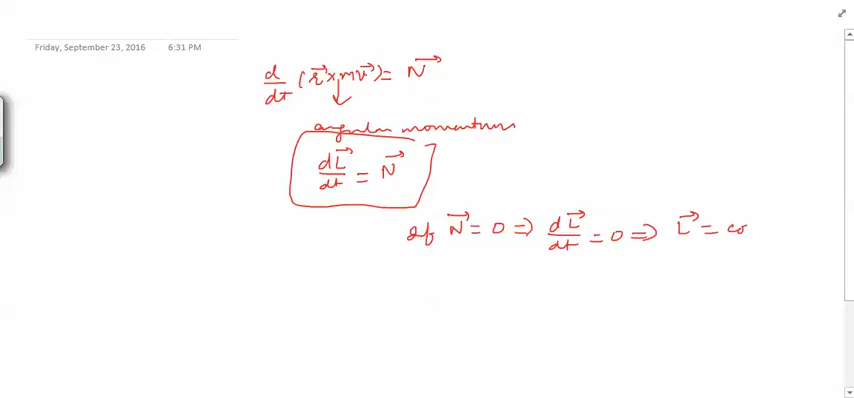 Friday, September 23, 2016 6:31 PM
d/dt (r⃗ × mv⃗) = N⃗
angular momentum
dL⃗/dt = N⃗
If N⃗ = 0 ⇒ dL⃗/dt = 0 ⇒ L⃗ = co